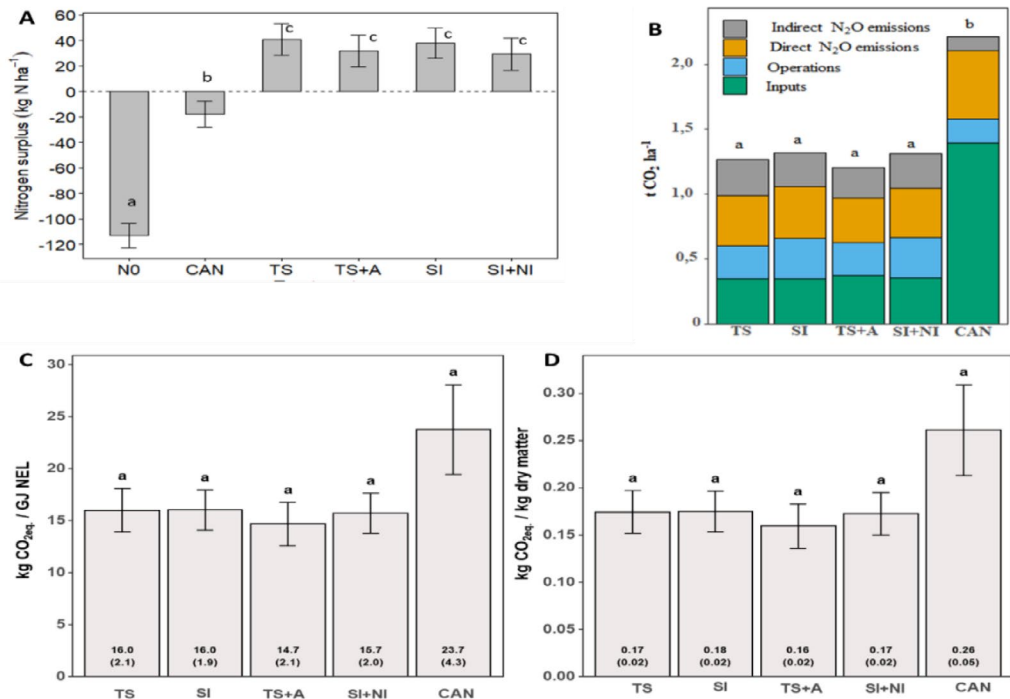 A
Nitrogen surplus (kg N ha⁻¹)
60
40
20
0
-20
-40
-60
-80
-100
-120
a
b
c
c
c
c
N0 CAN TS TS+A SI SI+NI
B
Indirect N₂O emissions
Direct N₂O emissions
Operations
Inputs
t CO₂ ha⁻¹
2,0
1,5
1,0
0,5
0
a
a
a
a
b
TS SI TS+A SI+NI CAN
C
kg CO₂eq. / GJ NEL
30
25
20
15
10
5
0
a
a
a
a
a
16.0 16.0 14.7 15.7 23.7
(2.1) (1.9) (2.1) (2.0) (4.3)
TS SI TS+A SI+NI CAN
D
kg CO₂eq. / kg dry matter
0.30
0.25
0.20
0.15
0.10
0.05
0.00
a
a
a
a
a
0.17 0.18 0.16 0.17 0.26
(0.02) (0.02) (0.02) (0.02) (0.05)
TS SI TS+A SI+NI CAN